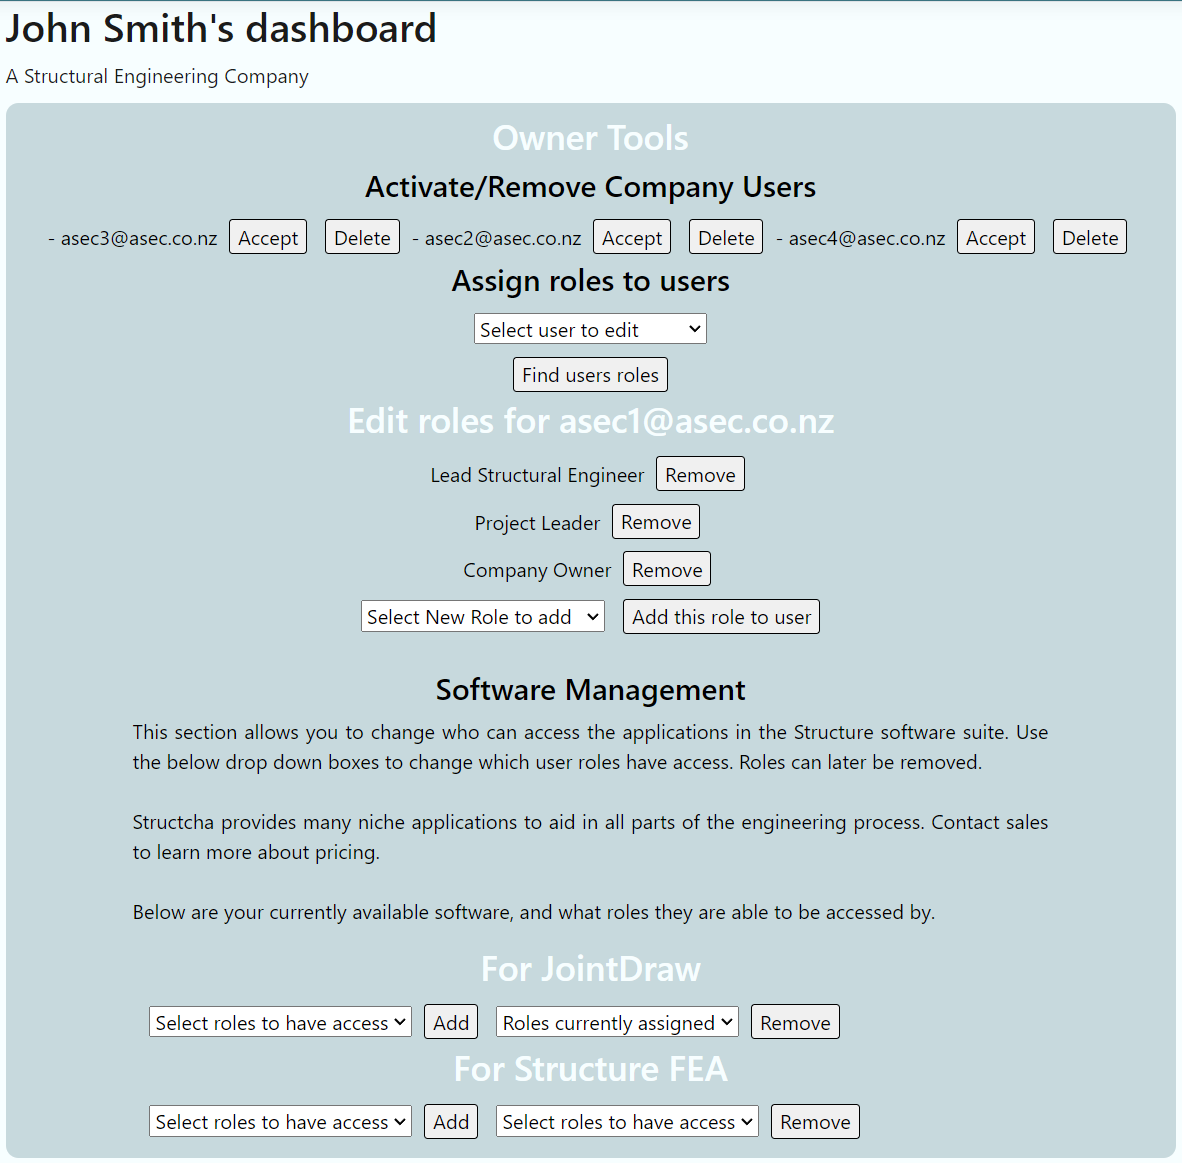 John Smith's dashboard
A Structural Engineering Company
Owner Tools
Activate/Remove Company Users
- asec3@asec.co.nz Accept Delete - asec2@asec.co.nz Accept Delete - asec4@asec.co.nz Accept Delete
Assign roles to users
Select user to edit
Find users roles
Edit roles for asec1@asec.co.nz
Lead Structural Engineer Remove
Project Leader Remove
Company Owner Remove
Select New Role to add Add this role to user
Software Management
This section allows you to change who can access the applications in the Structure software suite. Use
the below drop down boxes to change which user roles have access. Roles can later be removed.
Structcha provides many niche applications to aid in all parts of the engineering process. Contact sales
to learn more about pricing.
Below are your currently available software, and what roles they are able to be accessed by.
For JointDraw
Select roles to have access Add Roles currently assigned Remove
For Structure FEA
Select roles to have access Add Select roles to have access Remove